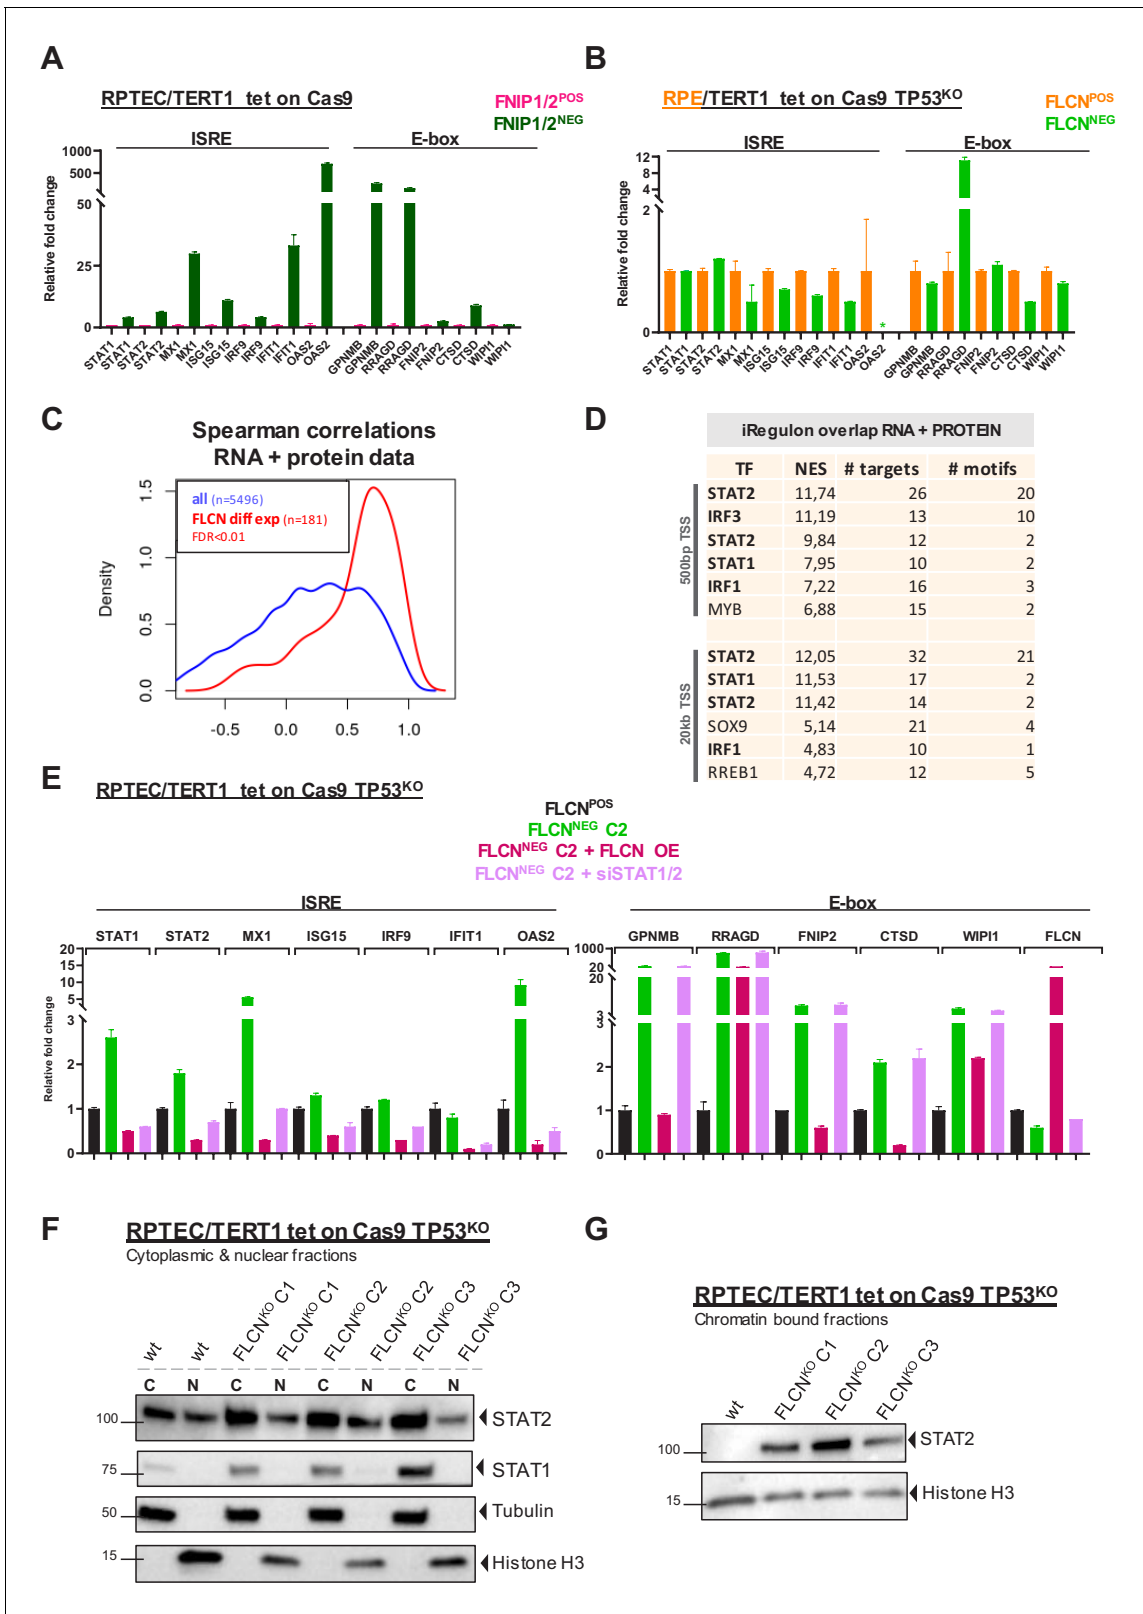 A
RPTEC/TERT1 tet on Cas9
FNIP1/2POS
FNIP1/2NEG
ISRE
E-box
Relative fold change
1000
500
50
25
0
STAT1
STAT1
STAT2
STAT2
MX1
MX1
ISG15
ISG15
IRF9
IRF9
IFIT1
IFIT1
OAS2
OAS2
GPNMB
GPNMB
RRAGD
RRAGD
FNIP2
FNIP2
CTSD
CTSD
WIPI1
WIPI1
B
RPE/TERT1 tet on Cas9 TP53KO
FLCNPOS
FLCNNEG
ISRE
E-box
Relative fold change
12
8
4
2
0
*
STAT1
STAT1
STAT2
STAT2
MX1
MX1
ISG15
ISG15
IRF9
IRF9
IFIT1
IFIT1
OAS2
OAS2
GPNMB
GPNMB
RRAGD
RRAGD
FNIP2
FNIP2
CTSD
CTSD
WIPI1
WIPI1
C
Spearman correlations
RNA + protein data
all (n=5496)
FLCN diff exp (n=181)
FDR<0.01
Density
1.5
1.0
0.5
0.0
-0.5 0.0 0.5 1.0
D
iRegulon overlap RNA + PROTEIN
TF NES # targets # motifs
500bp TSS
STAT2 11,74 26 20
IRF3 11,19 13 10
STAT2 9,84 12 2
STAT1 7,95 10 2
IRF1 7,22 16 3
MYB 6,88 15 2
20kb TSS
STAT2 12,05 32 21
STAT1 11,53 17 2
STAT2 11,42 14 2
SOX9 5,14 21 4
IRF1 4,83 10 1
RREB1 4,72 12 5
E
RPTEC/TERT1 tet on Cas9 TP53KO
FLCNPOS
FLCNNEG C2
FLCNNEG C2 + FLCN OE
FLCNNEG C2 + siSTAT1/2
ISRE
STAT1 STAT2 MX1 ISG15 IRF9 IFIT1 OAS2
Relative fold change
20
15
10
5
3
2
1
0
E-box
GPNMB RRAGD FNIP2 CTSD WIPI1 FLCN
1000
20
20
3
3
2
1
0
F
RPTEC/TERT1 tet on Cas9 TP53KO
Cytoplasmic & nuclear fractions
wt wt FLCNKO C1 FLCNKO C1 FLCNKO C2 FLCNKO C2 FLCNKO C3 FLCNKO C3
C N C N C N C N
100 STAT2
75 STAT1
50 Tubulin
15 Histone H3
G
RPTEC/TERT1 tet on Cas9 TP53KO
Chromatin bound fractions
wt FLCNKO C1 FLCNKO C2 FLCNKO C3
100 STAT2
15 Histone H3